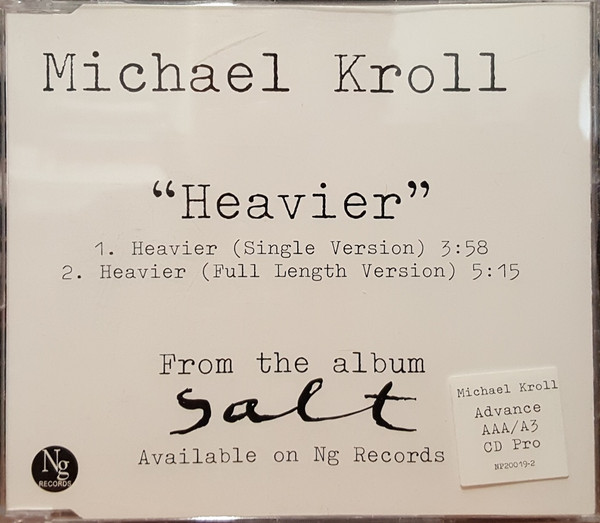 Michael Kroll
“Heavier”
1. Heavier (Single Version) 3:58
2. Heavier (Full Length Version) 5:15
From the album
Salt
Available on Ng Records
Ng
RECORDS
Michael Kroll
Advance
AAA/A3
CD Pro
NP20019-2